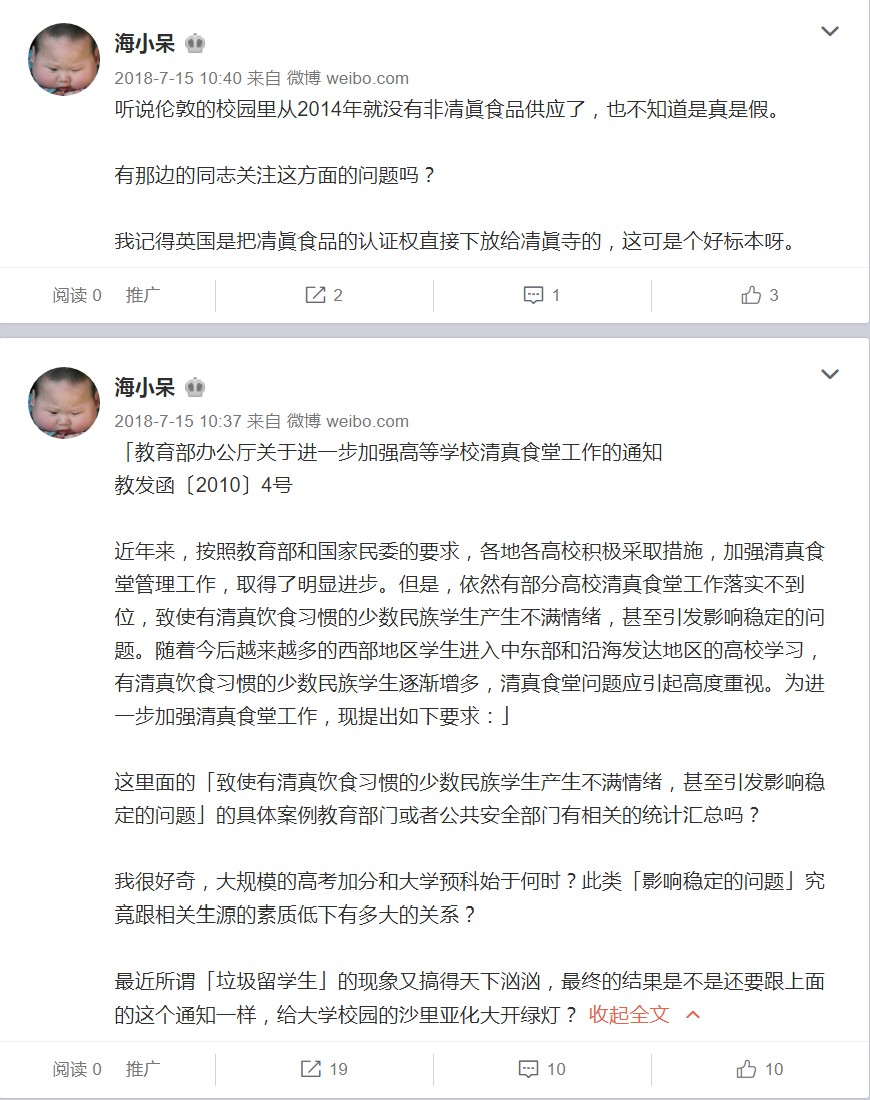 海小呆
2018-7-15 10:40 来自 微博 weibo.com
听说伦敦的校园里从2014年就没有非凊眞食品供应了，也不知道是真是假。
有那边的同志关注这方面的问题吗？
我记得英国是把凊眞食品的认证权直接下放给凊眞寺的，这可是个好标本呀。
阅读 0 推广 2 1 3
海小呆
2018-7-15 10:37 来自 微博 weibo.com
「教育部办公厅关于进一步加强高等学校清真食堂工作的通知
教发函〔2010〕4号
近年来，按照教育部和国家民委的要求，各地各高校积极采取措施，加强清真食
堂管理工作，取得了明显进步。但是，依然有部分高校清真食堂工作落实不到
位，致使有清真饮食习惯的少数民族学生产生不满情绪，甚至引发影响稳定的问
题。随着今后越来越多的西部地区学生进入中东部和沿海发达地区的高校学习，
有清真饮食习惯的少数民族学生逐渐增多，清真食堂问题应引起高度重视。为进
一步加强清真食堂工作，现提出如下要求：」
这里面的「致使有清真饮食习惯的少数民族学生产生不满情绪，甚至引发影响稳
定的问题」的具体案例教育部门或者公共安全部门有相关的统计汇总吗？
我很好奇，大规模的高考加分和大学预科始于何时？此类「影响稳定的问题」究
竟跟相关生源的素质低下有多大的关系？
最近所谓「垃圾留学生」的现象又搞得天下汹汹，最终的结果是不是还要跟上面
的这个通知一样，给大学校园的沙里亚化大开绿灯？ 收起全文
阅读 0 推广 19 10 10